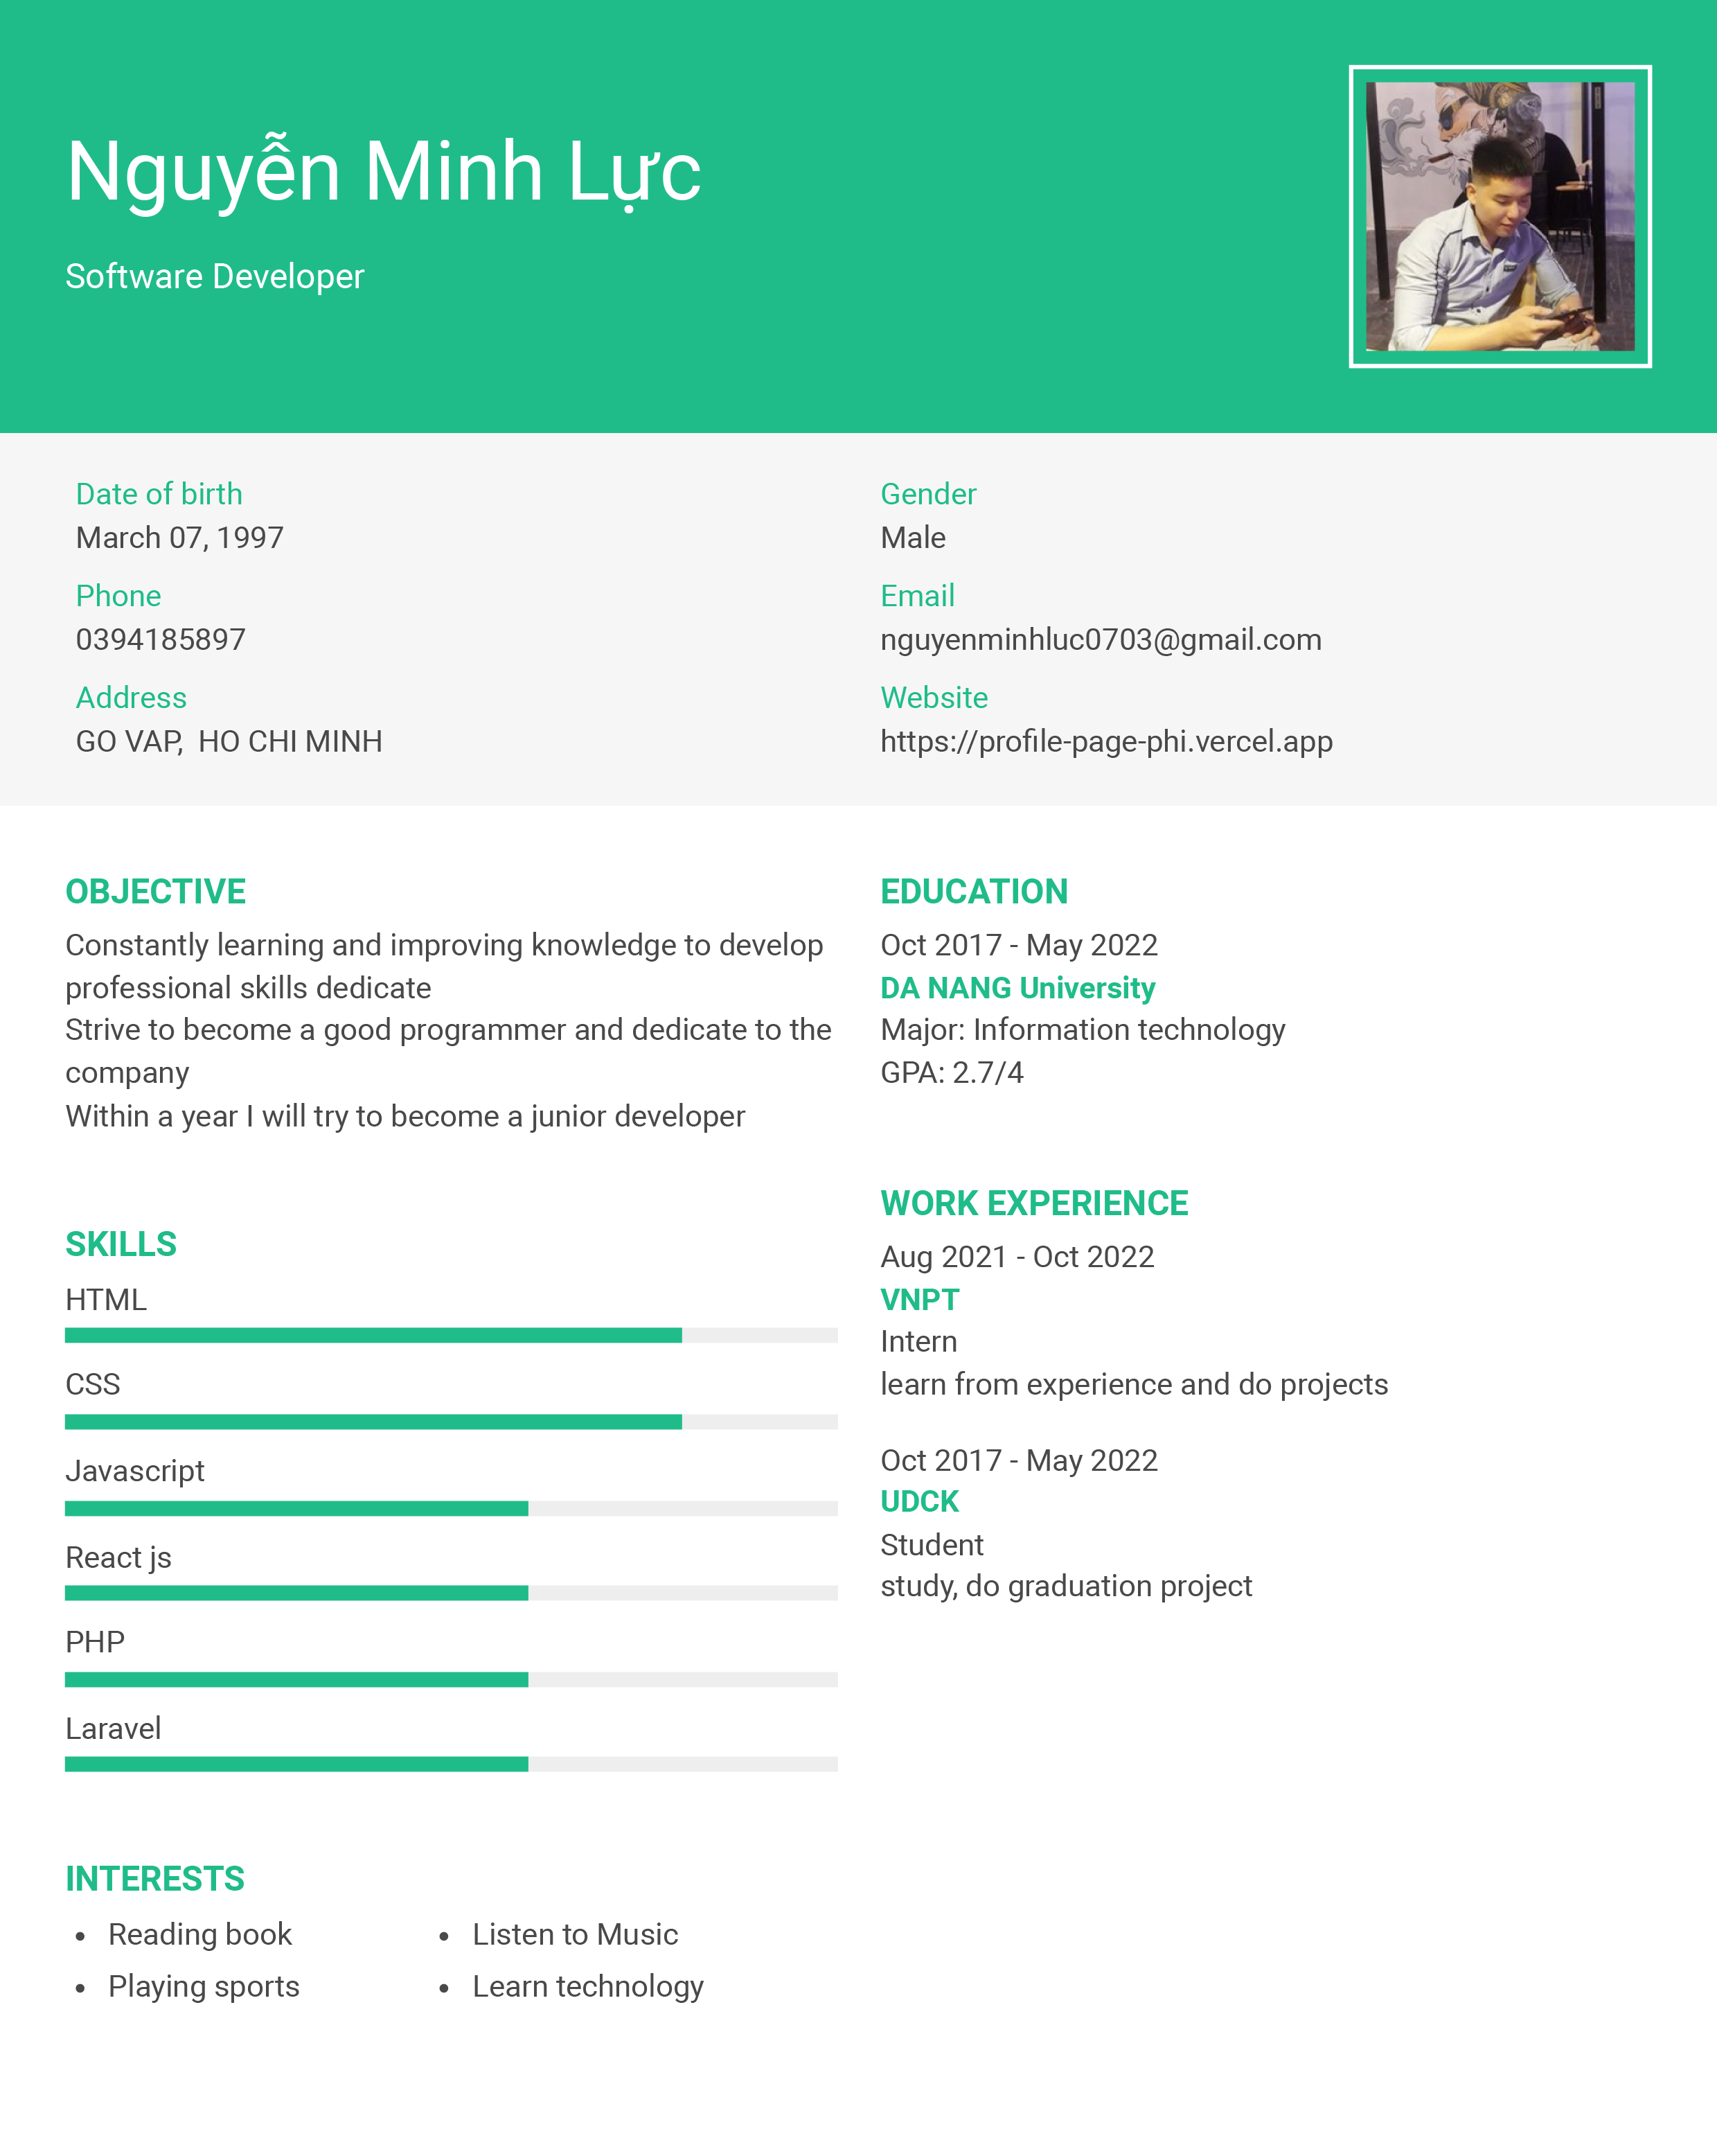 Nguyễn Minh Lực
Software Developer
Date of birth
March 07, 1997
Gender
Male
Phone
0394185897
Email
nguyenminhluc0703@gmail.com
Address
GO VAP,  HO CHI MINH
Website
https://profile-page-phi.vercel.app
OBJECTIVE
Constantly learning and improving knowledge to develop
professional skills dedicate
Strive to become a good programmer and dedicate to the
company
Within a year I will try to become a junior developer
SKILLS
HTML
CSS
Javascript
React js
PHP
Laravel
INTERESTS
• Reading book
• Listen to Music
• Playing sports
• Learn technology
EDUCATION
Oct 2017 - May 2022
DA NANG University
Major: Information technology
GPA: 2.7/4
WORK EXPERIENCE
Aug 2021 - Oct 2022
VNPT
Intern
learn from experience and do projects
Oct 2017 - May 2022
UDCK
Student
study, do graduation project